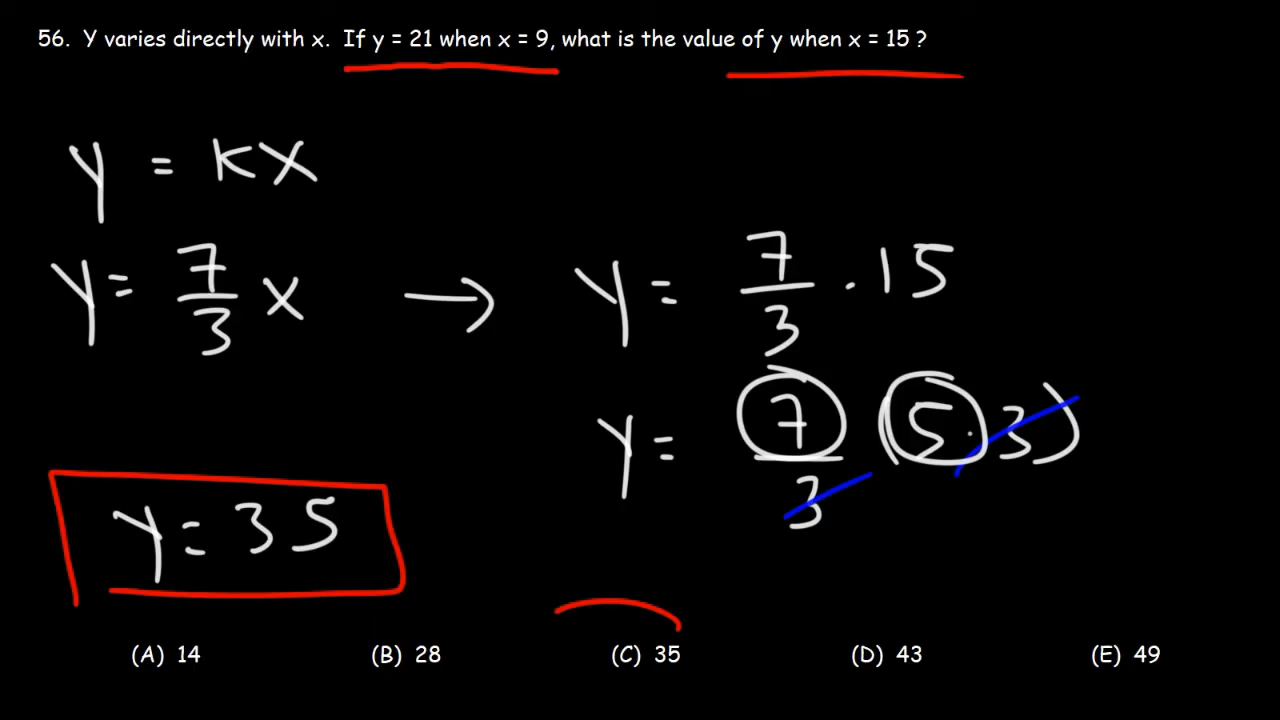 56. Y varies directly with x. If y = 21 when x = 9, what is the value of y when x = 15 ?
y = kx
y = 7/3 x → y = 7/3 · 15
y = 7/3 (5 · 3)
y = 35
(A) 14 (B) 28 (C) 35 (D) 43 (E) 49